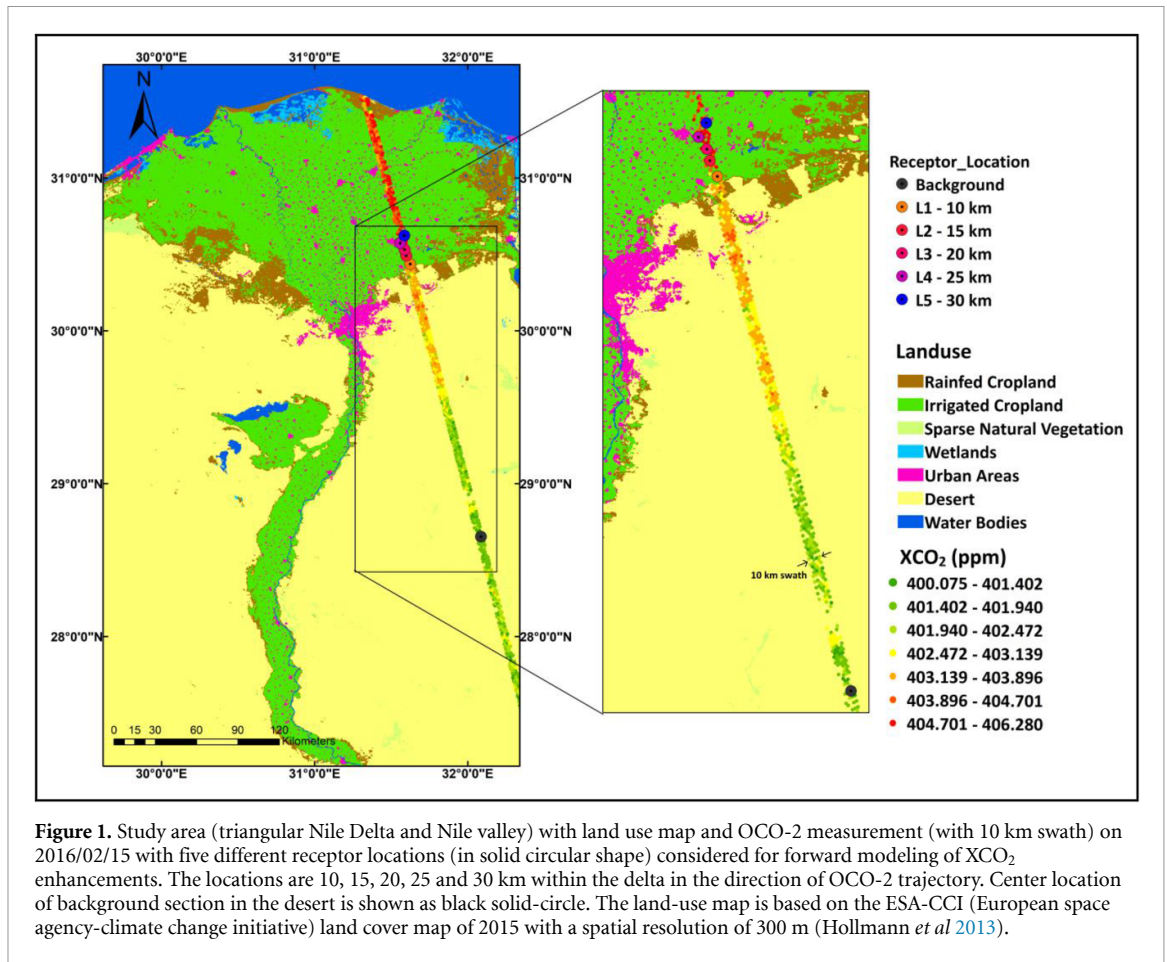 30°0'0"E 31°0'0"E 32°0'0"E
N
31°0'0"N 31°0'0"N
30°0'0"N 30°0'0"N
29°0'0"N 29°0'0"N
28°0'0"N 28°0'0"N
0 15 30 60 90 120
Kilometers
30°0'0"E 31°0'0"E 32°0'0"E
10 km swath
Receptor_Location
Background
L1 - 10 km
L2 - 15 km
L3 - 20 km
L4 - 25 km
L5 - 30 km
Landuse
Rainfed Cropland
Irrigated Cropland
Sparse Natural Vegetation
Wetlands
Urban Areas
Desert
Water Bodies
XCO₂ (ppm)
400.075 - 401.402
401.402 - 401.940
401.940 - 402.472
402.472 - 403.139
403.139 - 403.896
403.896 - 404.701
404.701 - 406.280
Figure 1. Study area (triangular Nile Delta and Nile valley) with land use map and OCO-2 measurement (with 10 km swath) on
2016/02/15 with five different receptor locations (in solid circular shape) considered for forward modeling of XCO₂
enhancements. The locations are 10, 15, 20, 25 and 30 km within the delta in the direction of OCO-2 trajectory. Center location
of background section in the desert is shown as black solid-circle. The land-use map is based on the ESA-CCI (European space
agency-climate change initiative) land cover map of 2015 with a spatial resolution of 300 m (Hollmann et al 2013).